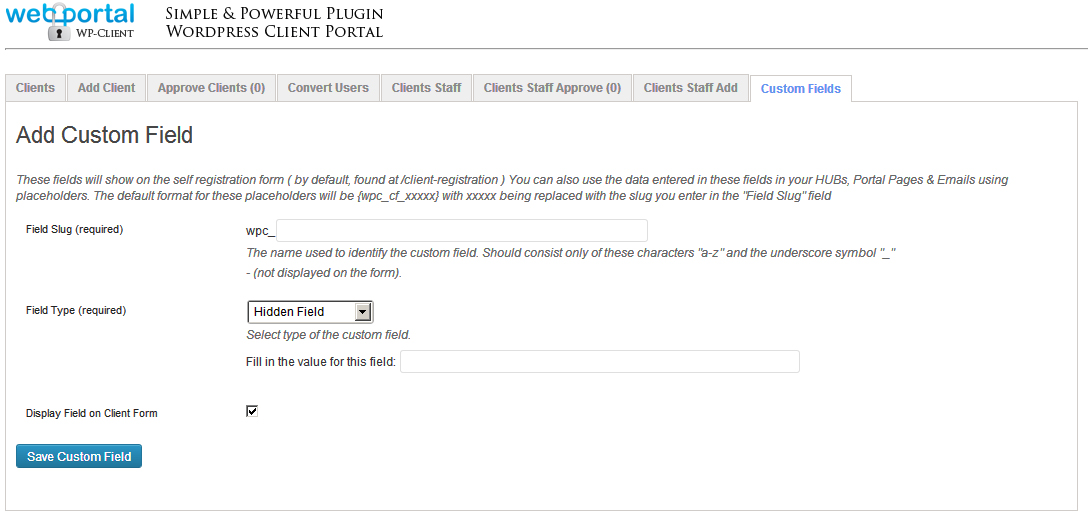 web portal
WP-Client
Simple & Powerful Plugin
Wordpress Client Portal
Clients
Add Client
Approve Clients (0)
Convert Users
Clients Staff
Clients Staff Approve (0)
Clients Staff Add
Custom Fields
Add Custom Field
These fields will show on the self registration form ( by default, found at /client-registration ) You can also use the data entered in these fields in your HUBs, Portal Pages & Emails using
placeholders. The default format for these placeholders will be {wpc_cf_xxxxx} with xxxxx being replaced with the slug you enter in the "Field Slug" field
Field Slug (required)
wpc_
The name used to identify the custom field. Should consist only of these characters "a-z" and the underscore symbol "_"
- (not displayed on the form).
Field Type (required)
Hidden Field
Select type of the custom field.
Fill in the value for this field:
Display Field on Client Form
Save Custom Field